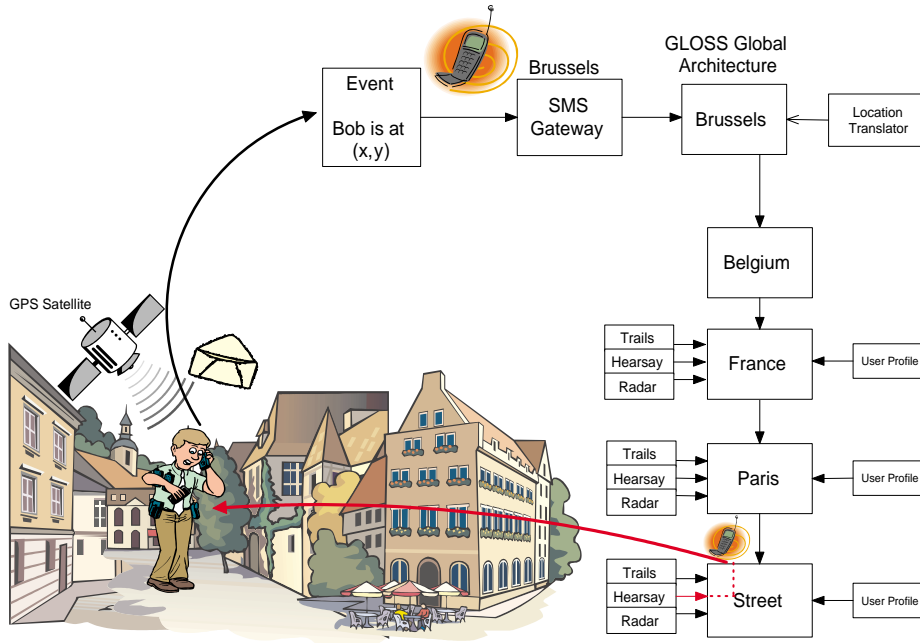 GLOSS Global
Architecture
Brussels
Event
Bob is at
(x,y)
SMS
Gateway
Brussels
Location
Translator
Belgium
GPS Satellite
Trails
Hearsay
Radar
France
User Profile
Trails
Hearsay
Radar
Paris
User Profile
Trails
Hearsay
Radar
Street
User Profile